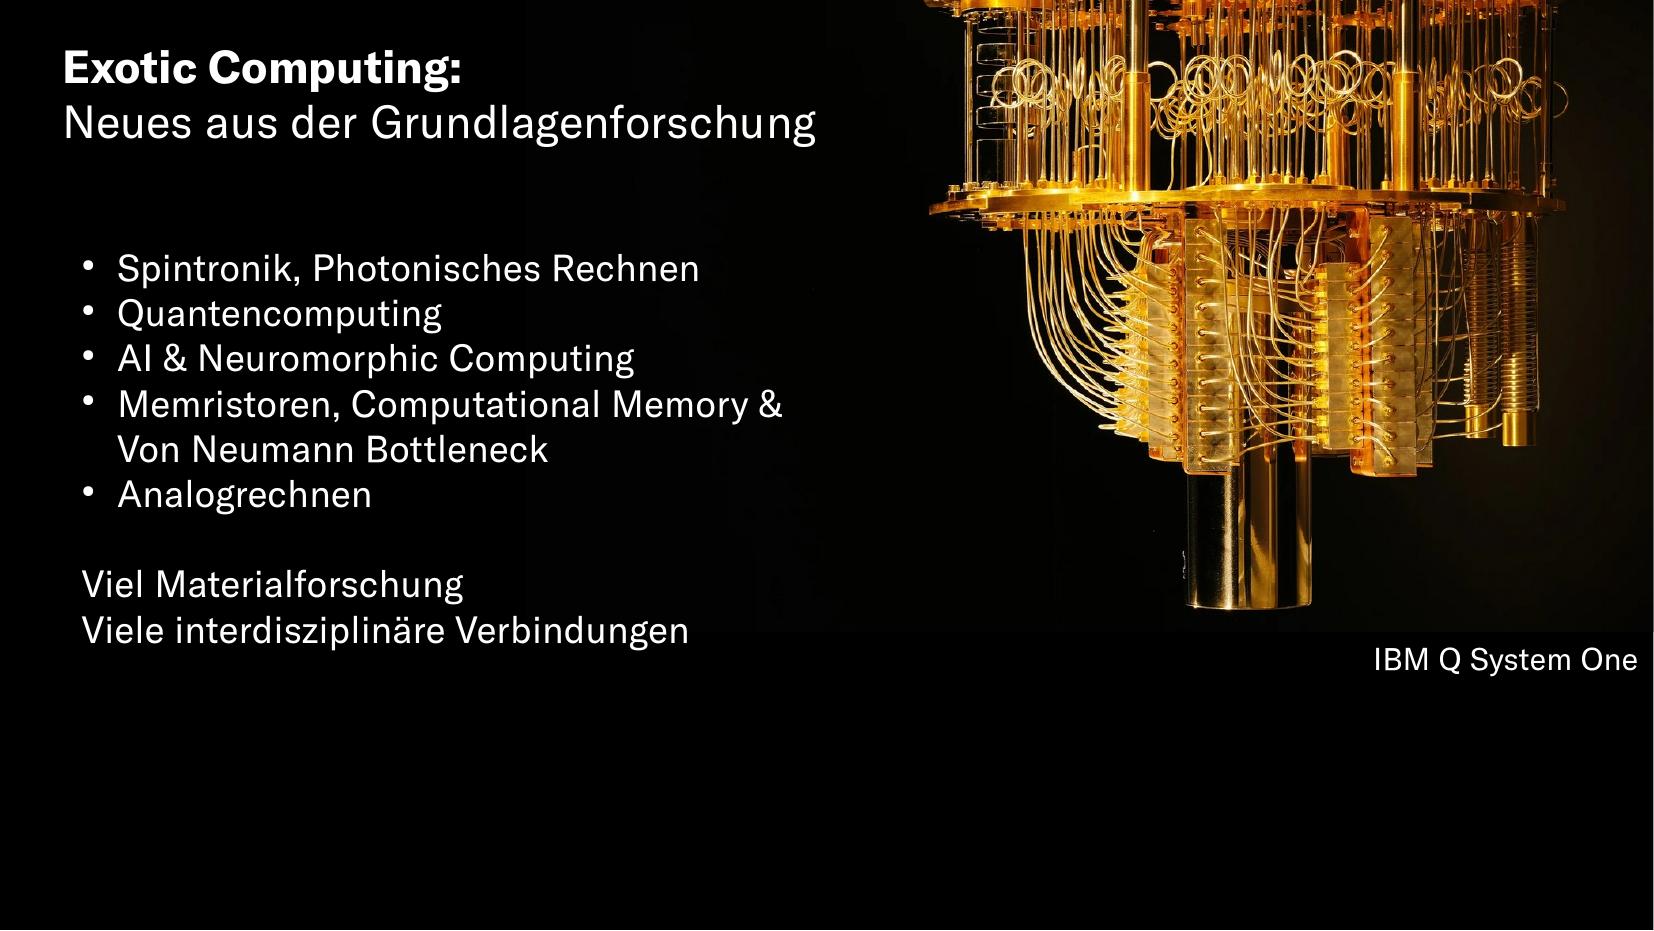 Exotic Computing:
Neues aus der Grundlagenforschung
• Spintronik, Photonisches Rechnen
• Quantencomputing
• AI & Neuromorphic Computing
• Memristoren, Computational Memory &
Von Neumann Bottleneck
• Analogrechnen
Viel Materialforschung
Viele interdisziplinäre Verbindungen
IBM Q System One